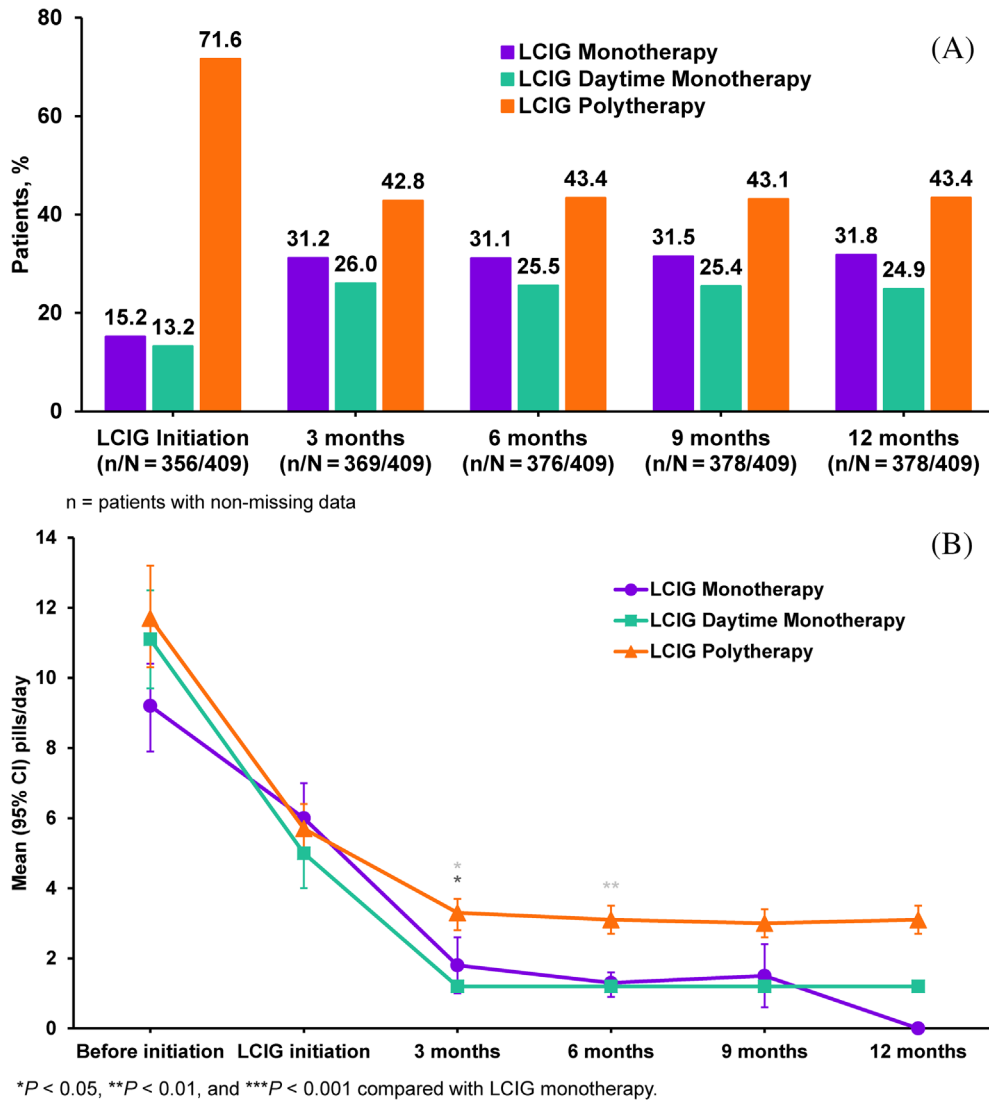 (A)
80
60
40
20
0
Patients, %
LCIG Monotherapy
LCIG Daytime Monotherapy
LCIG Polytherapy
15.2
13.2
71.6
31.2
26.0
42.8
31.1
25.5
43.4
31.5
25.4
43.1
31.8
24.9
43.4
LCIG Initiation
(n/N = 356/409)
3 months
(n/N = 369/409)
6 months
(n/N = 376/409)
9 months
(n/N = 378/409)
12 months
(n/N = 378/409)
n = patients with non-missing data
(B)
14
12
10
8
6
4
2
0
Mean (95% CI) pills/day
LCIG Monotherapy
LCIG Daytime Monotherapy
LCIG Polytherapy
*
*
**
Before initiation
LCIG initiation
3 months
6 months
9 months
12 months
*P < 0.05, **P < 0.01, and ***P < 0.001 compared with LCIG monotherapy.